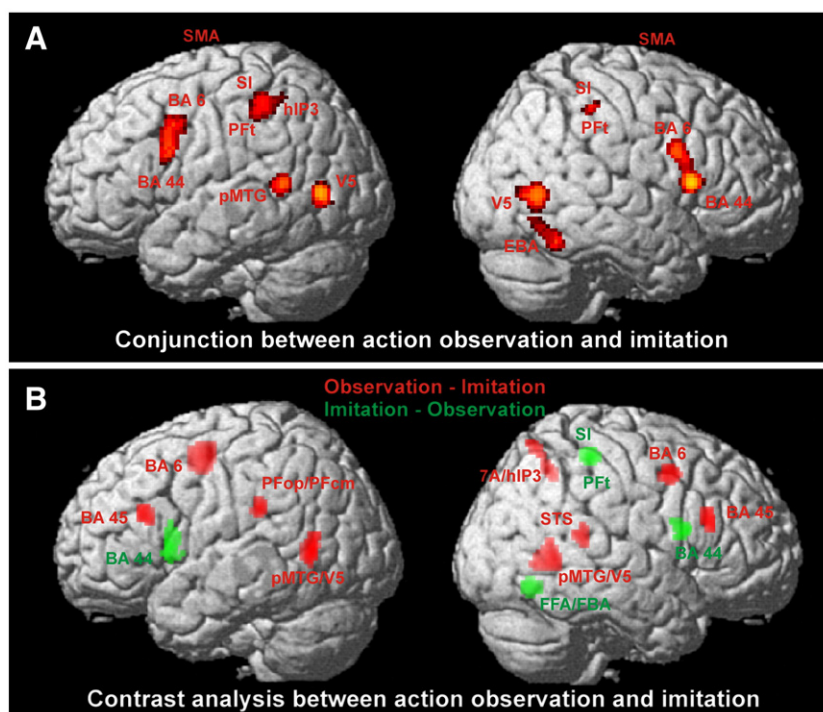 A
SMA
SMA
SI
BA 6
hIP3
PFt
BA 44
pMTG
V5
SI
PFt
BA 6
V5
BA 44
EBA
Conjunction between action observation and imitation
B
Observation - Imitation
Imitation - Observation
BA 6
PFop/PFcm
BA 45
BA 44
pMTG/V5
SI
BA 6
7A/hIP3
PFt
STS
BA 45
BA 44
pMTG/V5
FFA/FBA
Contrast analysis between action observation and imitation